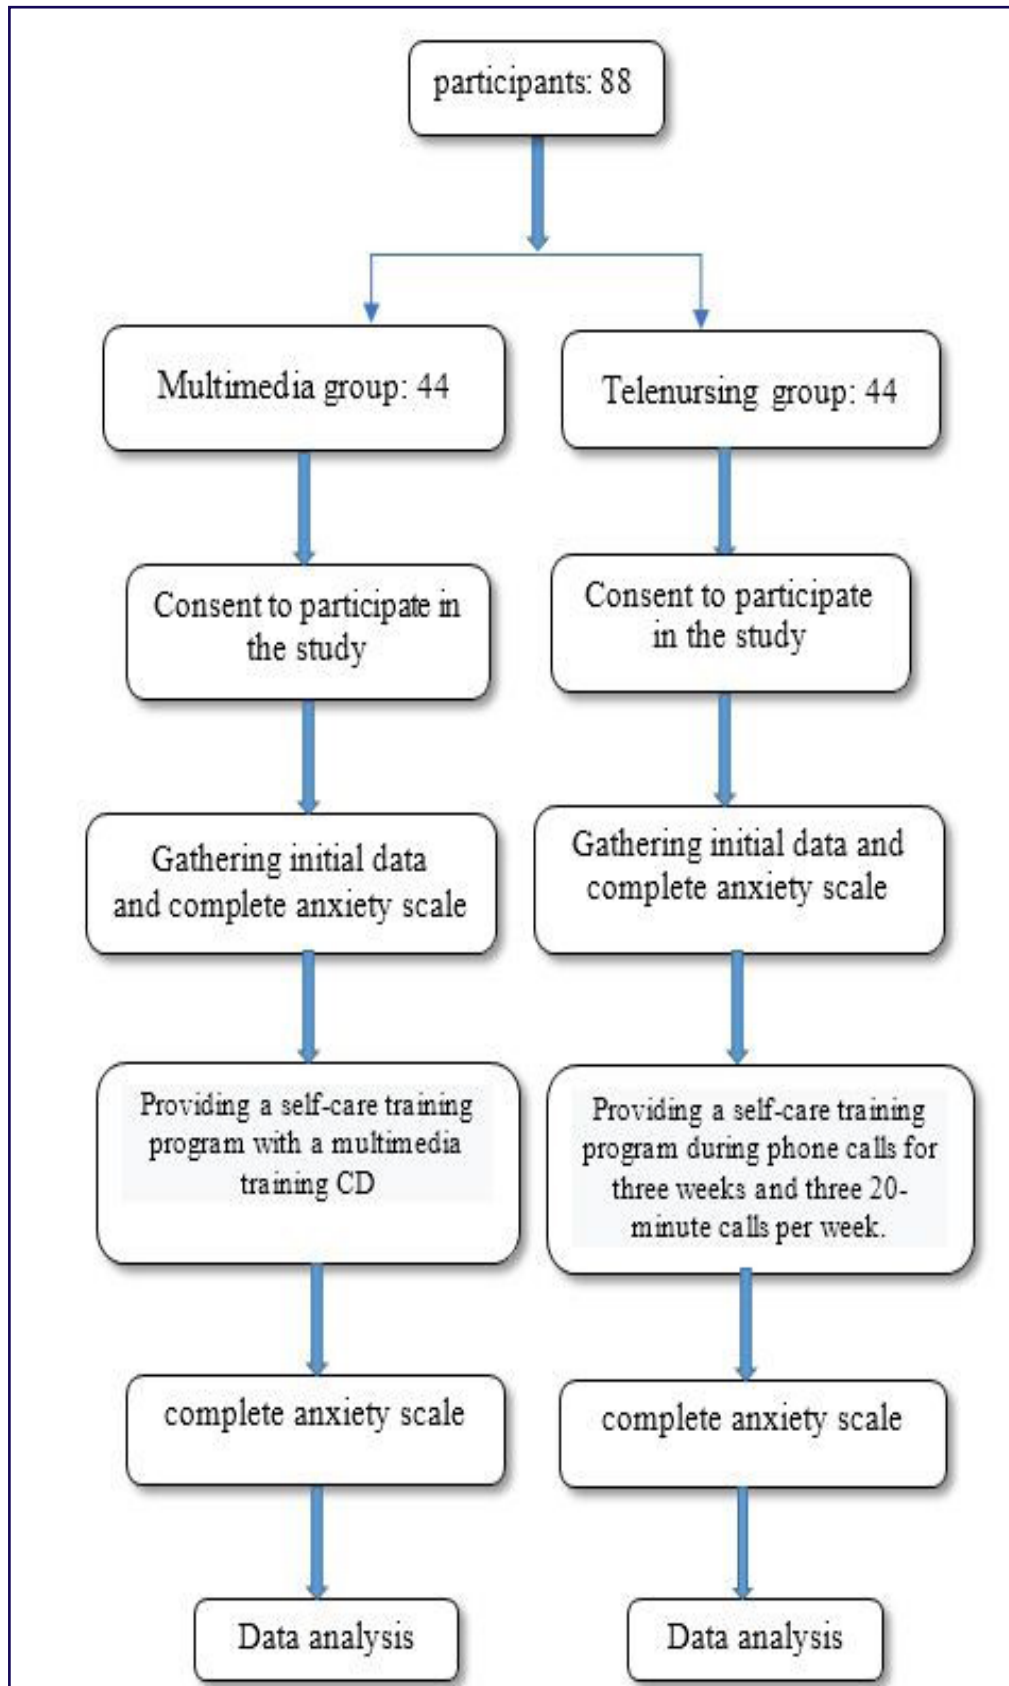 participants: 88
Multimedia group: 44
Telenursing group: 44
Consent to participate in
the study
Consent to participate
in the study
Gathering initial data
and complete anxiety scale
Gathering initial data and
complete anxiety scale
Providing a self-care training
program with a multimedia
training CD
Providing a self-care training
program during phone calls for
three weeks and three 20-
minute calls per week.
complete anxiety scale
complete anxiety scale
Data analysis
Data analysis